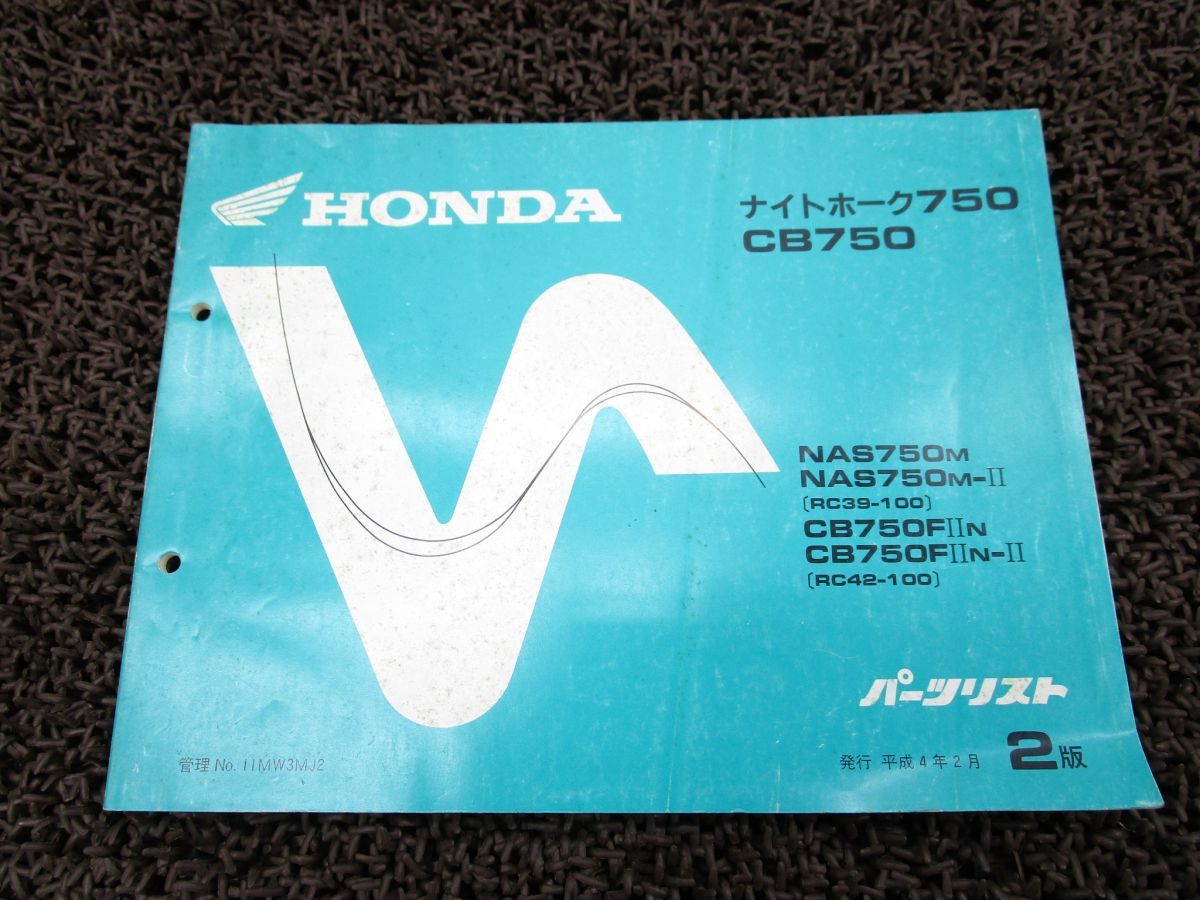 HONDA
ナイトホーク750
CB750
NAS750M
NAS750M-II
〔RC39-100〕
CB750FIIN
CB750FIIN-II
〔RC42-100〕
パーツリスト
管理 No. 11MW3MJ2
発行 平成4年2月 2版